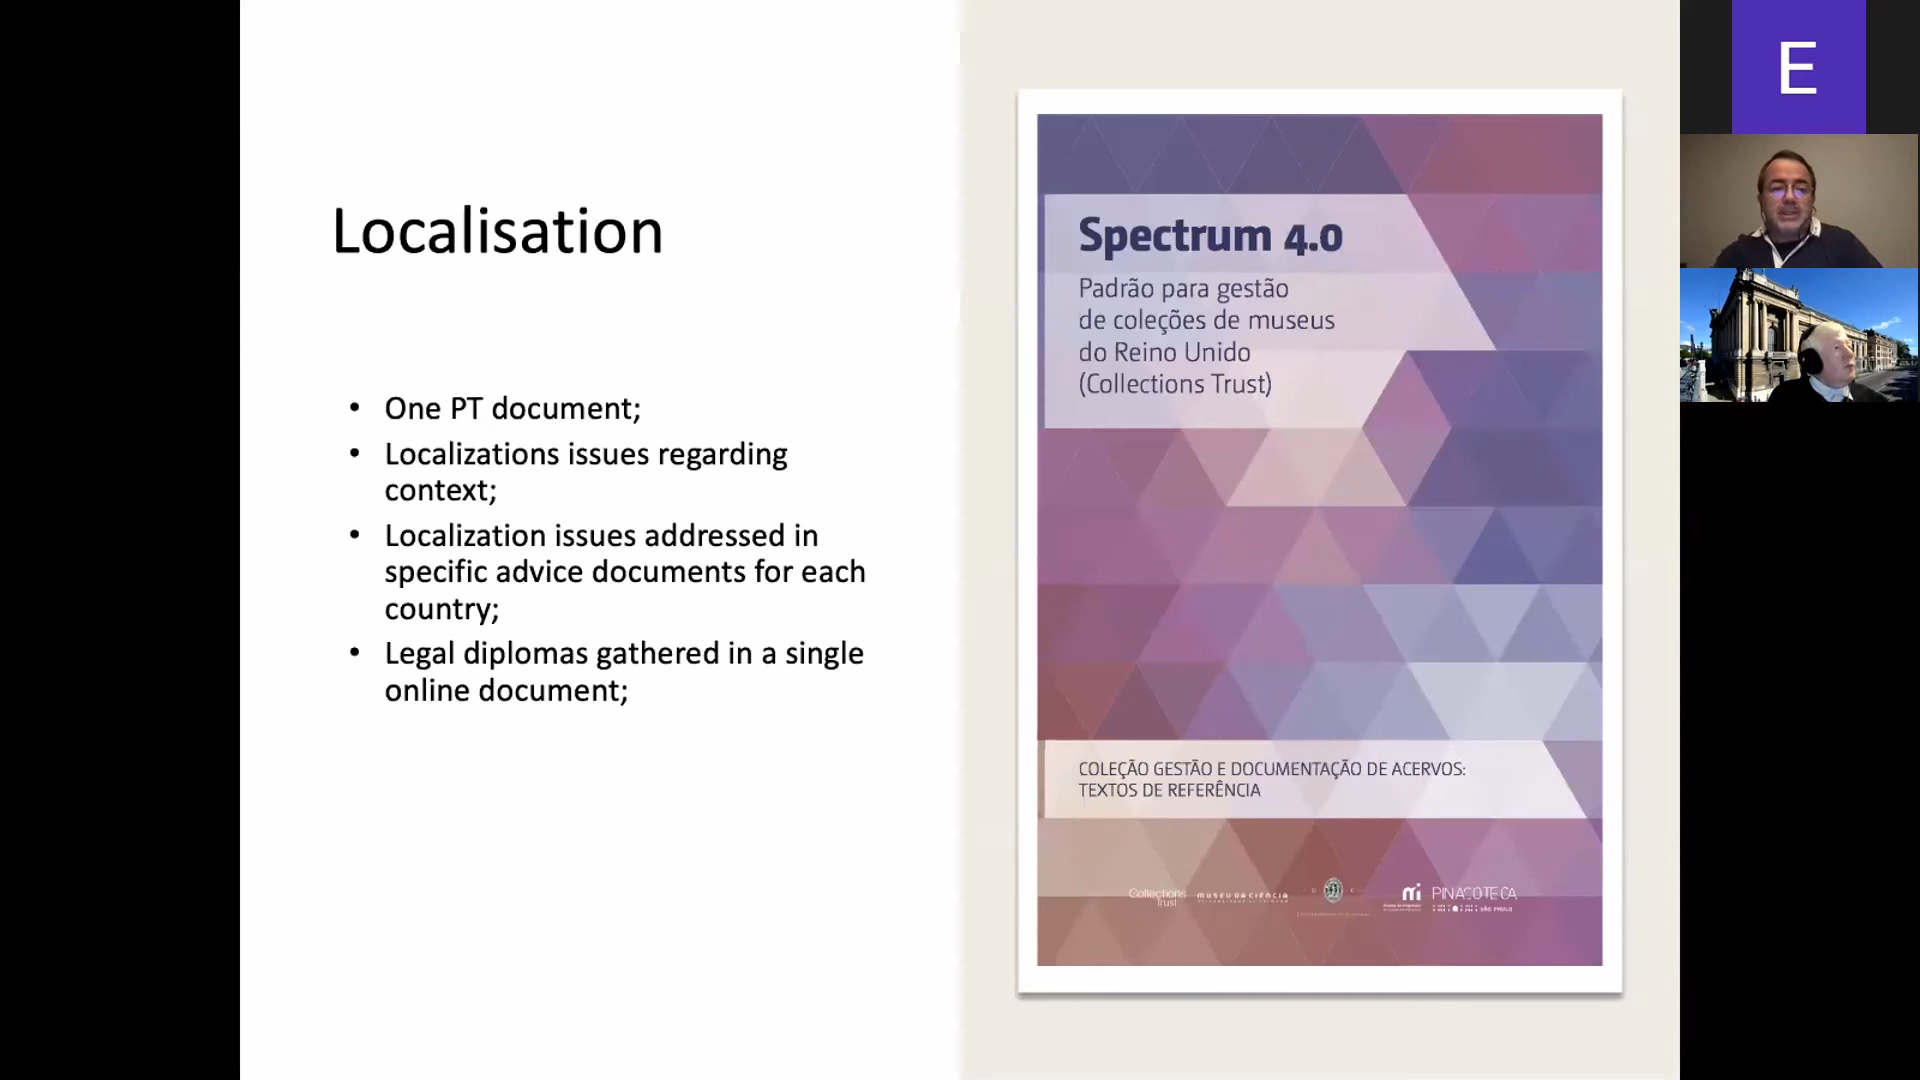 Localisation
• One PT document;
• Localizations issues regarding
context;
• Localization issues addressed in
specific advice documents for each
country;
• Legal diplomas gathered in a single
online document;
Spectrum 4.0
Padrão para gestão
de coleções de museus
do Reino Unido
(Collections Trust)
COLEÇÃO GESTÃO E DOCUMENTAÇÃO DE ACERVOS:
TEXTOS DE REFERÊNCIA
Collections
Trust
MUSEU DA CIÊNCIA
U C
PINACOTECA
SÃO PAULO
E